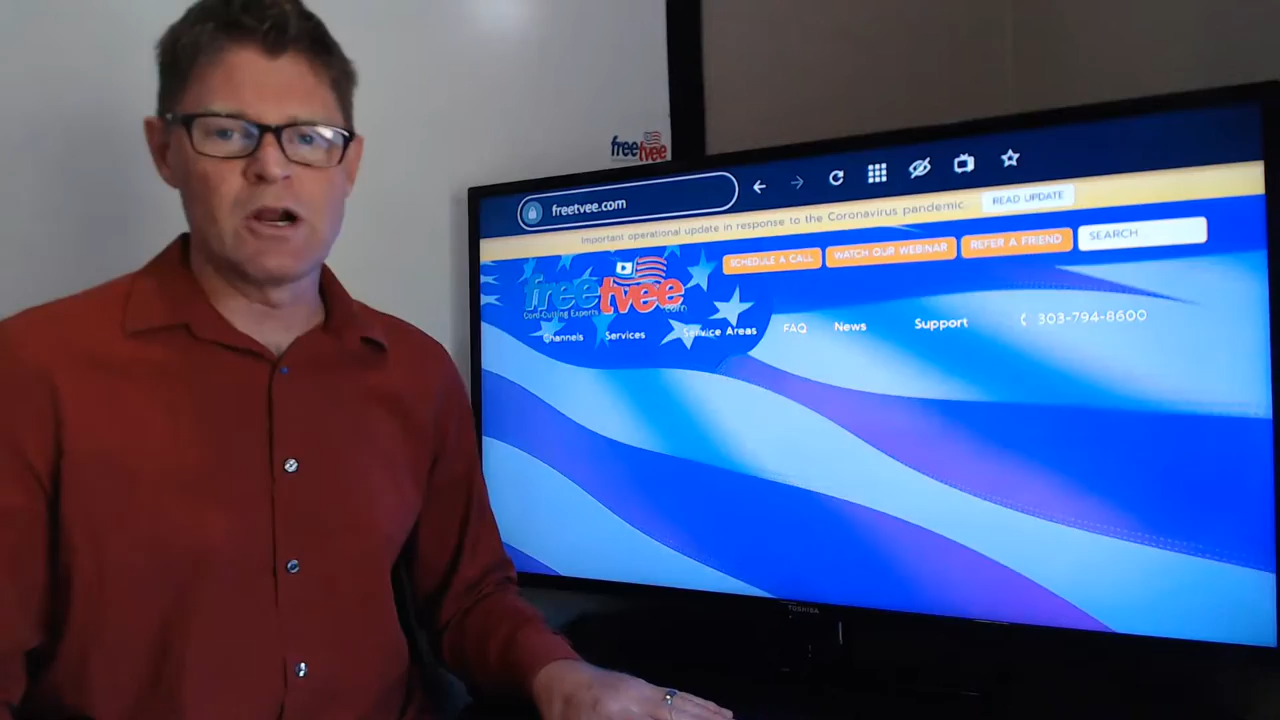 freetvee
freetvee.com
Important operational update in response to the Coronavirus pandemic
READ UPDATE
SCHEDULE A CALL
WATCH OUR WEBINAR
REFER A FRIEND
SEARCH
freetvee.com
Cord-Cutting Experts
Channels
Services
Service Areas
FAQ
News
Support
303-794-8600
TOSHIBA